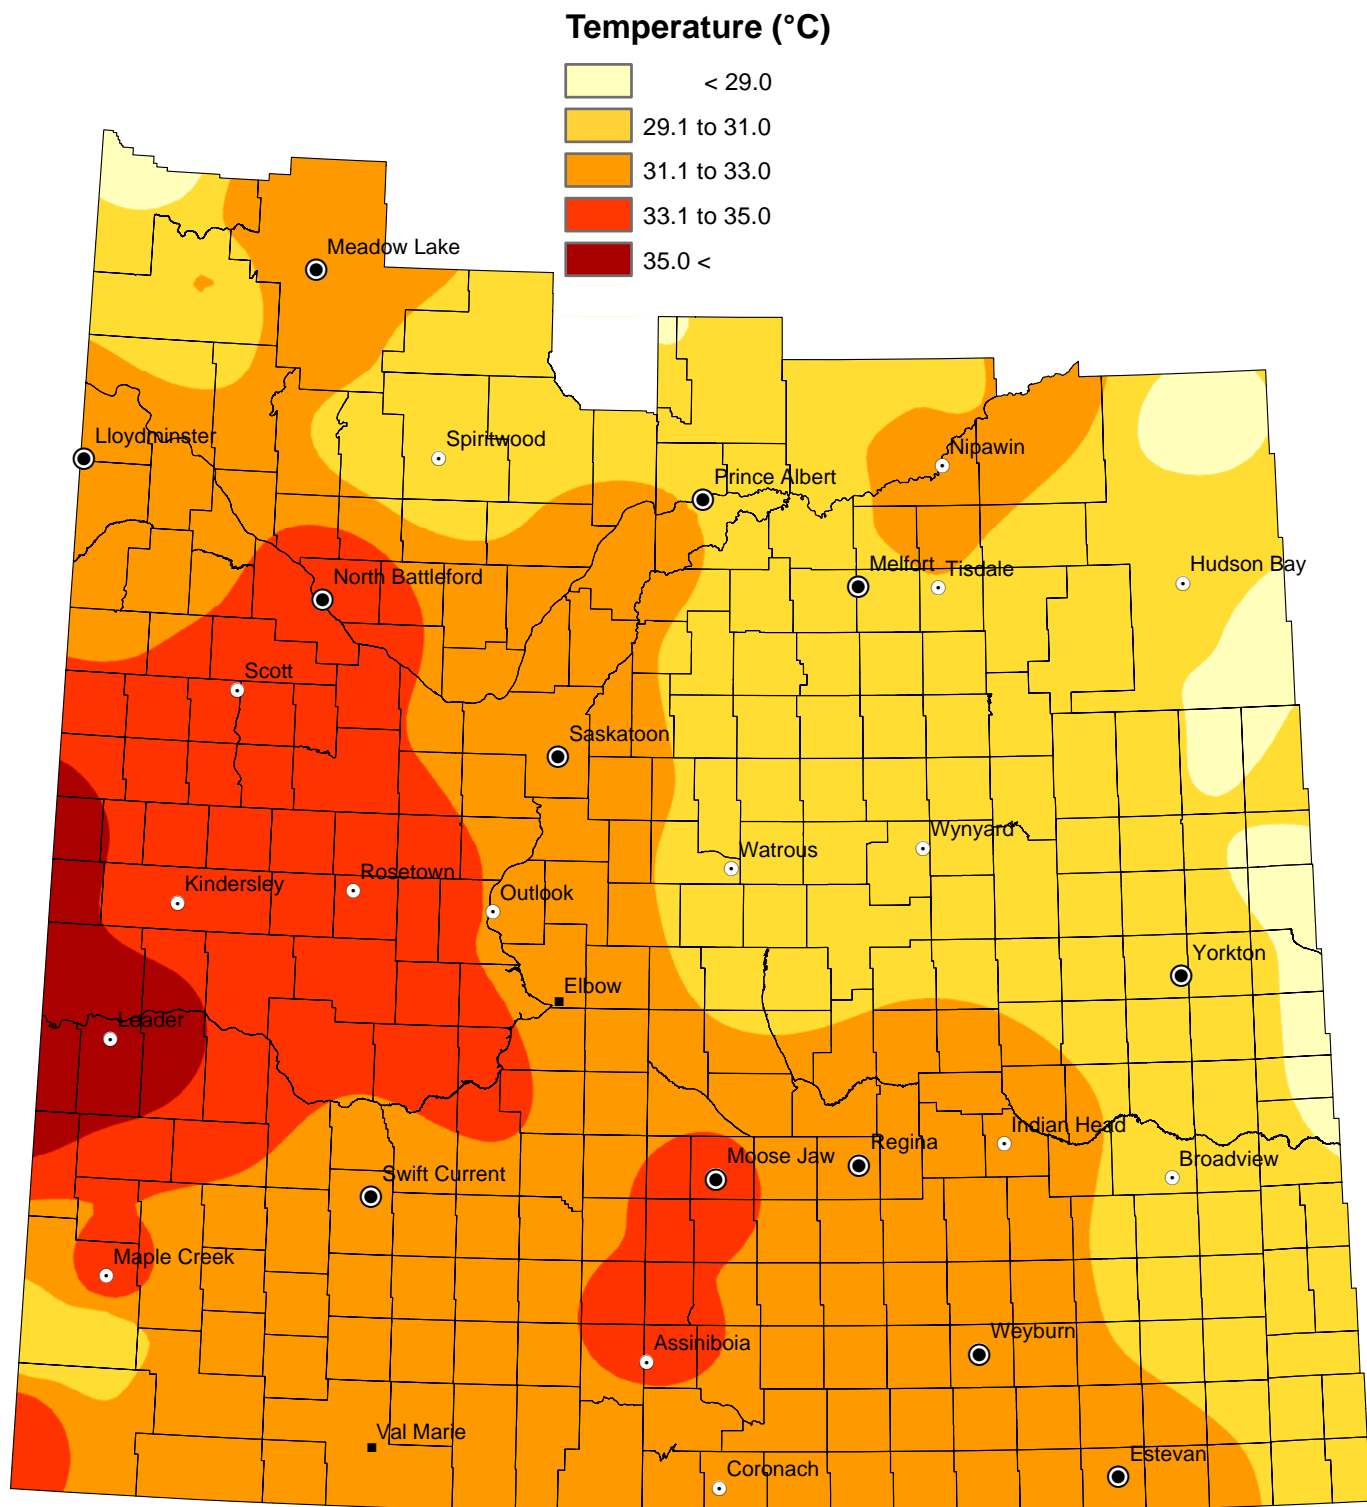 Temperature (°C)
< 29.0
29.1 to 31.0
31.1 to 33.0
33.1 to 35.0
35.0 <
Meadow Lake
Lloydminster
Spiritwood
Nipawin
Prince Albert
Hudson Bay
Melfort
Tisdale
North Battleford
Scott
Saskatoon
Wynyard
Watrous
Rosetown
Kindersley
Outlook
Yorkton
Elbow
Leader
Indian Head
Regina
Moose Jaw
Broadview
Swift Current
Maple Creek
Weyburn
Assiniboia
Val Marie
Estevan
Coronach